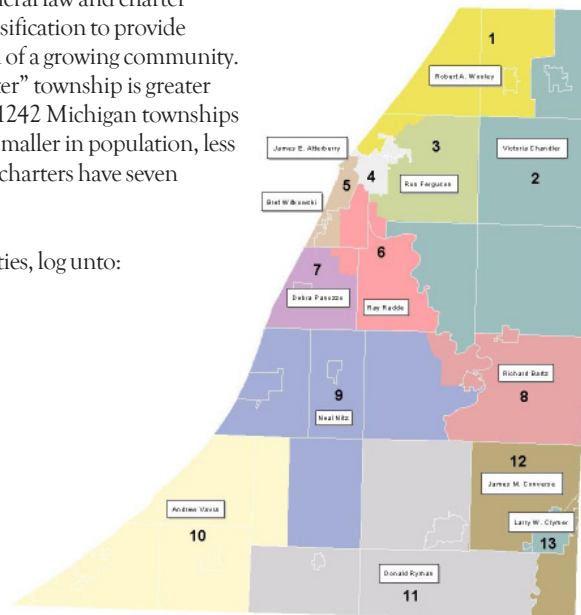 eral law and charter
sification to provide
of a growing community.
er” township is greater
1242 Michigan townships
maller in population, less
charters have seven
ties, log unto:
1
Robert A. Wooley
3
James E. Atterberry
Victoria Chandler
4
2
5
Ron Ferguson
Bret Witkowski
6
7
Debra Panozzo
Ray Radde
Richard Bartz
8
9
Neal Nitz
12
James M. Converse
Andrew Vavra
Larry W. Clymer
10
13
Donald Ryman
11